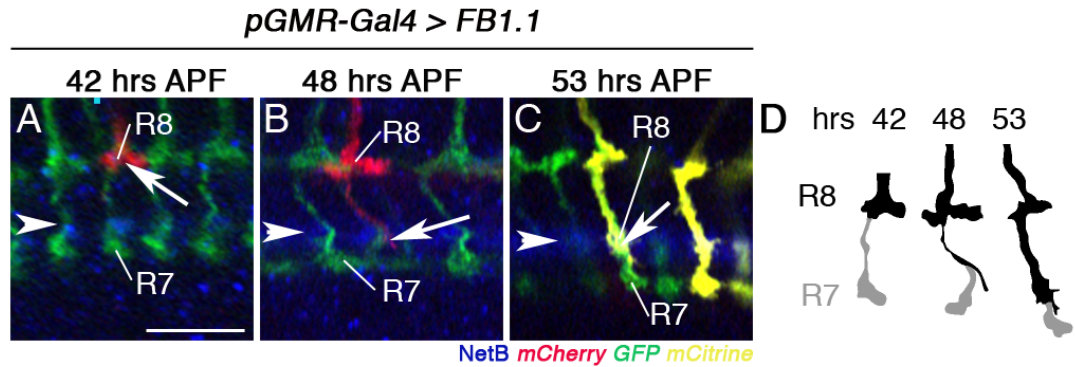 pGMR-Gal4 > FB1.1
42 hrs APF 48 hrs APF 53 hrs APF
A R8 R7
B R8 R7
C R8 R7
D hrs 42 48 53
R8
R7
NetB mCherry GFP mCitrine